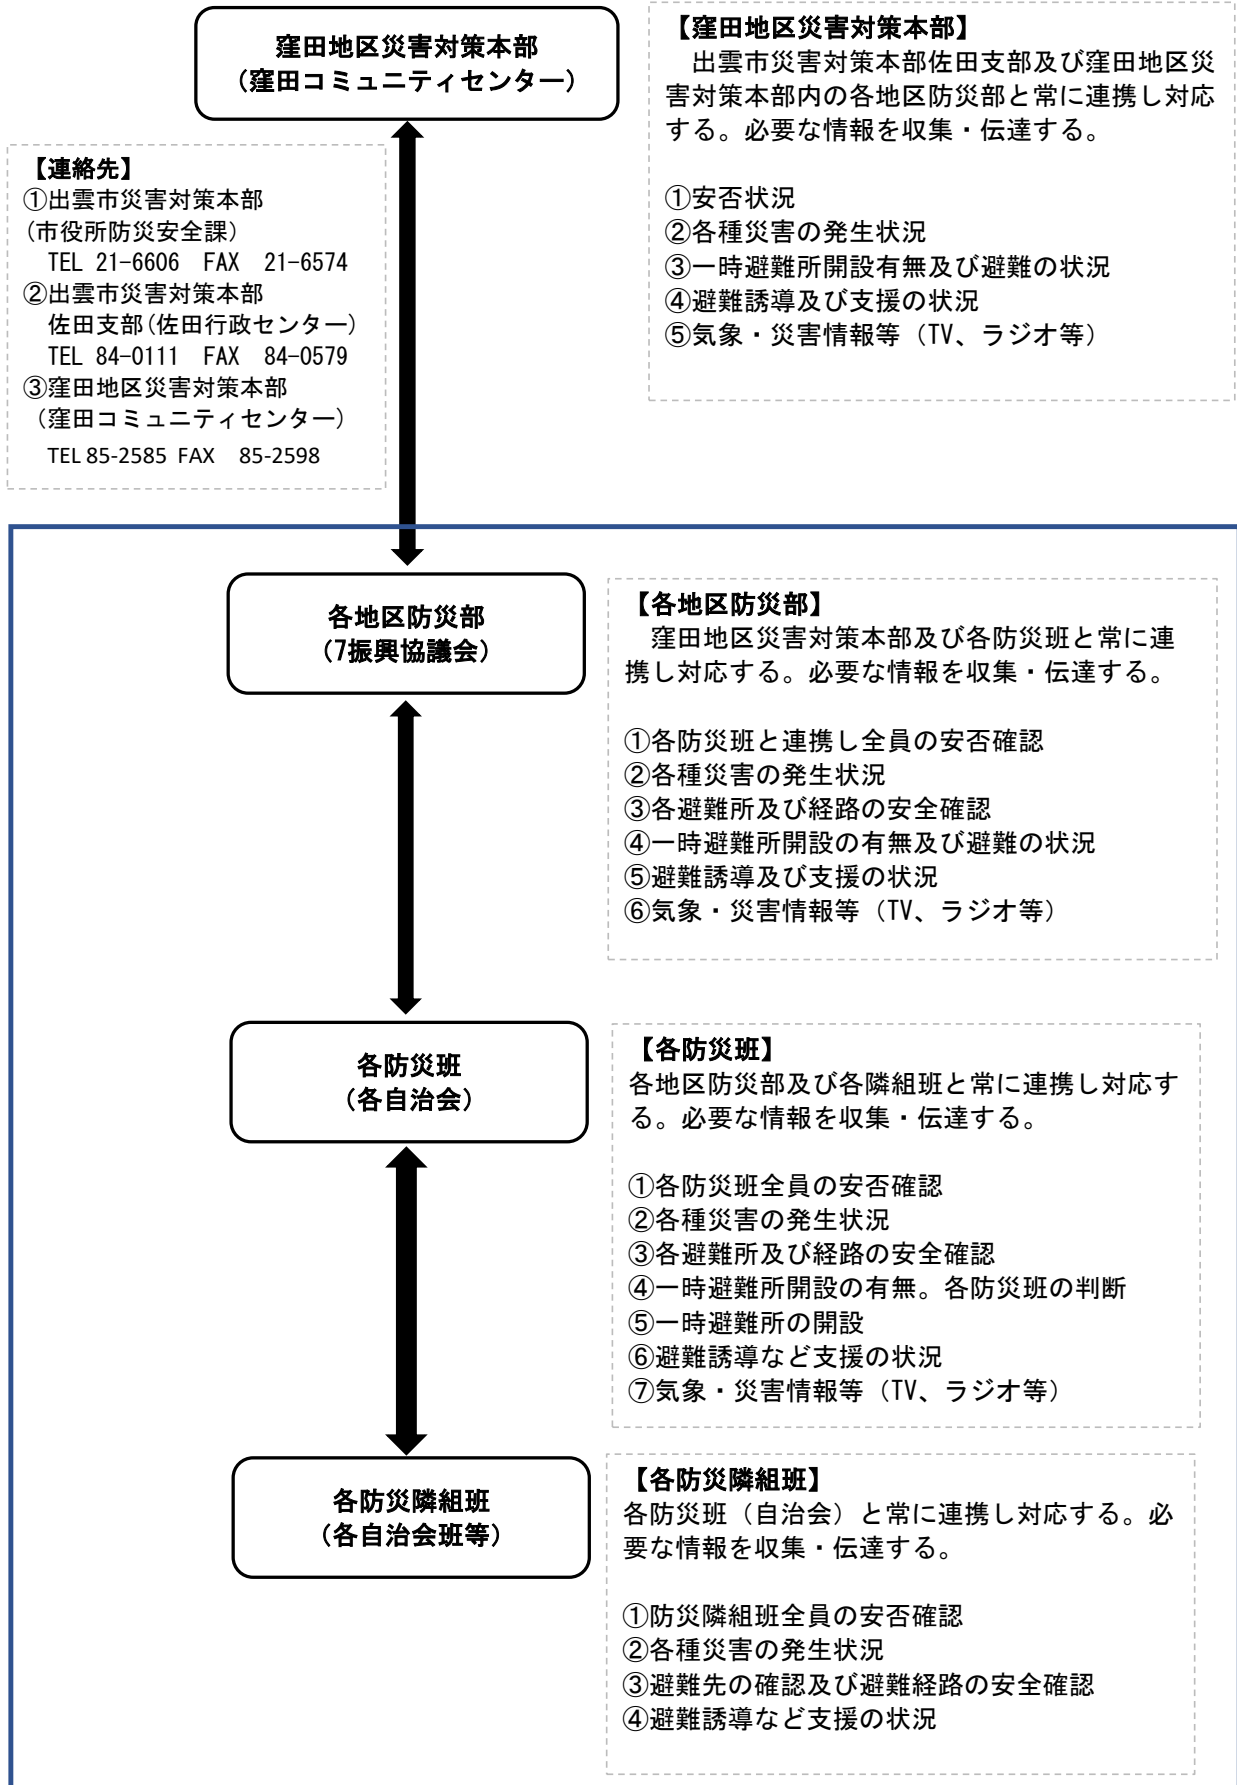 窪田地区災害対策本部
（窪田コミュニティセンター）
【窪田地区災害対策本部】
　出雲市災害対策本部佐田支部及び窪田地区災
害対策本部内の各地区防災部と常に連携し対応
する。必要な情報を収集・伝達する。
①安否状況
②各種災害の発生状況
③一時避難所開設有無及び避難の状況
④避難誘導及び支援の状況
⑤気象・災害情報等（TV、ラジオ等）
【連絡先】
①出雲市災害対策本部
(市役所防災安全課)
TEL 21-6606　FAX　21-6574
②出雲市災害対策本部
佐田支部(佐田行政センター)
TEL 84-0111　FAX　84-0579
③窪田地区災害対策本部
（窪田コミュニティセンター）
TEL 85-2585 FAX　85-2598
各地区防災部
（7振興協議会）
【各地区防災部】
　窪田地区災害対策本部及び各防災班と常に連
携し対応する。必要な情報を収集・伝達する。
①各防災班と連携し全員の安否確認
②各種災害の発生状況
③各避難所及び経路の安全確認
④一時避難所開設の有無及び避難の状況
⑤避難誘導及び支援の状況
⑥気象・災害情報等（TV、ラジオ等）
各防災班
（各自治会）
【各防災班】
各地区防災部及び各隣組班と常に連携し対応す
る。必要な情報を収集・伝達する。
①各防災班全員の安否確認
②各種災害の発生状況
③各避難所及び経路の安全確認
④一時避難所開設の有無。各防災班の判断
⑤一時避難所の開設
⑥避難誘導など支援の状況
⑦気象・災害情報等（TV、ラジオ等）
各防災隣組班
（各自治会班等）
【各防災隣組班】
各防災班（自治会）と常に連携し対応する。必
要な情報を収集・伝達する。
①防災隣組班全員の安否確認
②各種災害の発生状況
③避難先の確認及び避難経路の安全確認
④避難誘導など支援の状況